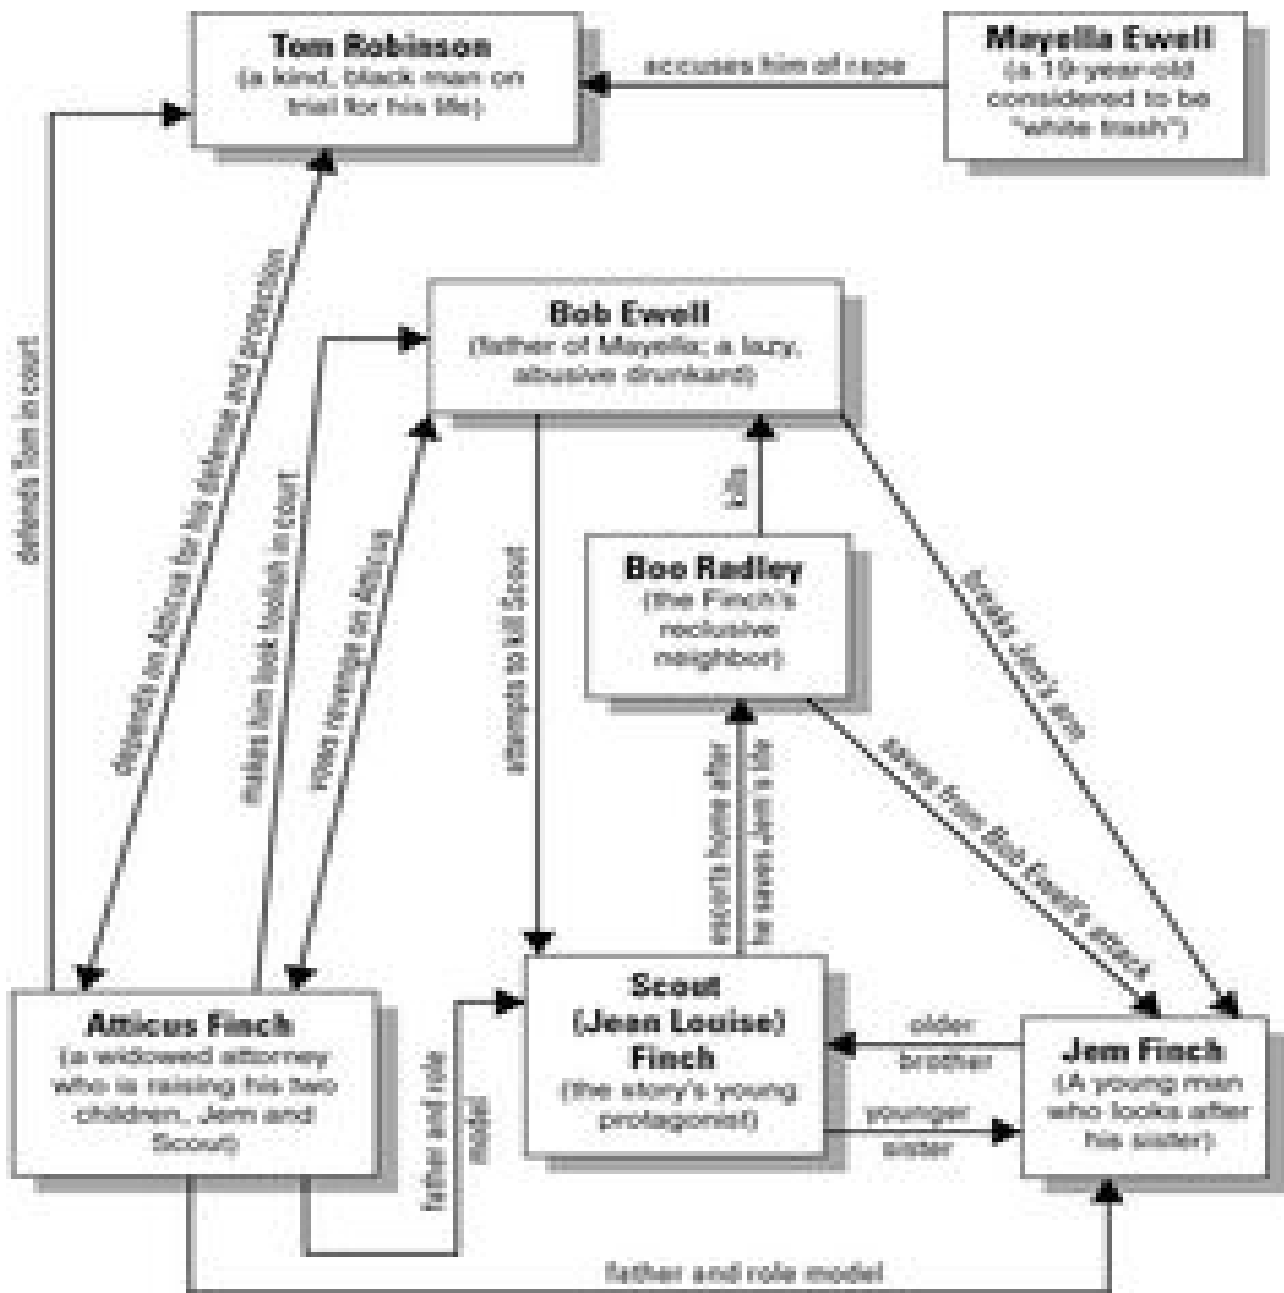 Tom Robinson
(a kind, black man on
trial for his life)
accuses him of rape
Mayella Ewell
(a 19-year-old
considered to be
"white trash")
defends Tom in court
depends on Atticus for his defense and protection
makes him look foolish in court
vows revenge on Atticus
Bob Ewell
(father of Mayella; a lazy,
abusive drunkard)
attempts to kill Scout
kills
Boo Radley
(the Finch's
reclusive
neighbor)
breaks Jem's arm
saves from Bob Ewell's attack
escorts home after
he saves Jem's life
Atticus Finch
(a widowed attorney
who is raising his two
children, Jem and
Scout)
father and role
model
Scout
(Jean Louise)
Finch
(the story's young
protagonist)
older
brother
younger
sister
Jem Finch
(A young man
who looks after
his sister)
father and role model